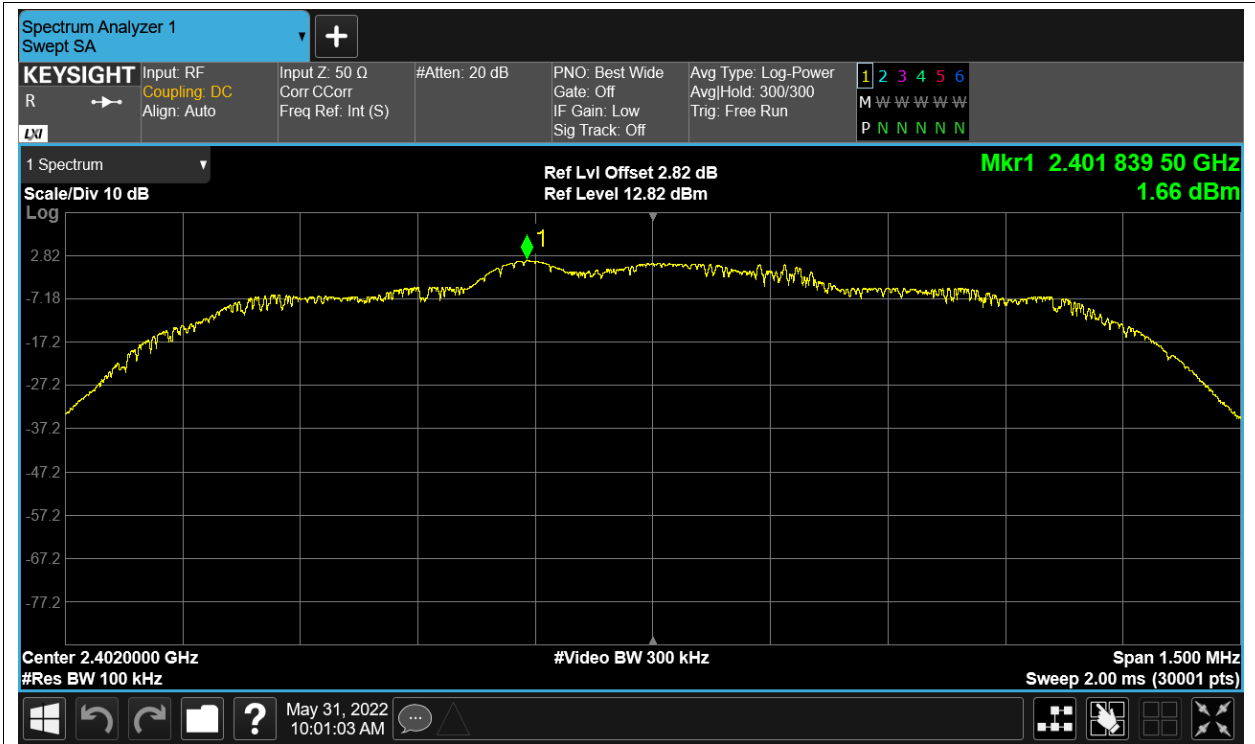 Spectrum Analyzer 1
Swept SA
KEYSIGHT
R
LXI
Input: RF
Coupling: DC
Align: Auto
Input Z: 50 Ω
Corr CCorr
Freq Ref: Int (S)
#Atten: 20 dB
PNO: Best Wide
Gate: Off
IF Gain: Low
Sig Track: Off
Avg Type: Log-Power
Avg|Hold: 300/300
Trig: Free Run
1 2 3 4 5 6
M W W W W W
P N N N N N
1 Spectrum
Scale/Div 10 dB
Log
Ref Lvl Offset 2.82 dB
Ref Level 12.82 dBm
Mkr1 2.401 839 50 GHz
1.66 dBm
1
2.82
-7.18
-17.2
-27.2
-37.2
-47.2
-57.2
-67.2
-77.2
Center 2.4020000 GHz
#Res BW 100 kHz
#Video BW 300 kHz
Span 1.500 MHz
Sweep 2.00 ms (30001 pts)
?
May 31, 2022
10:01:03 AM